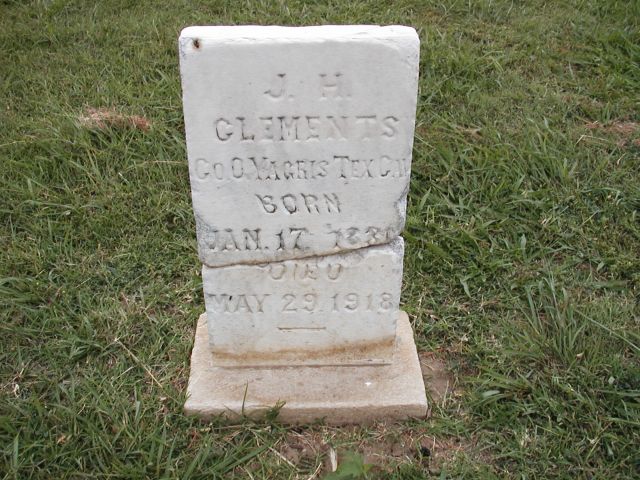 J. H.
CLEMENTS
CO TEX CAV
BORN
JAN. 17
DIED
MAY 29 1918